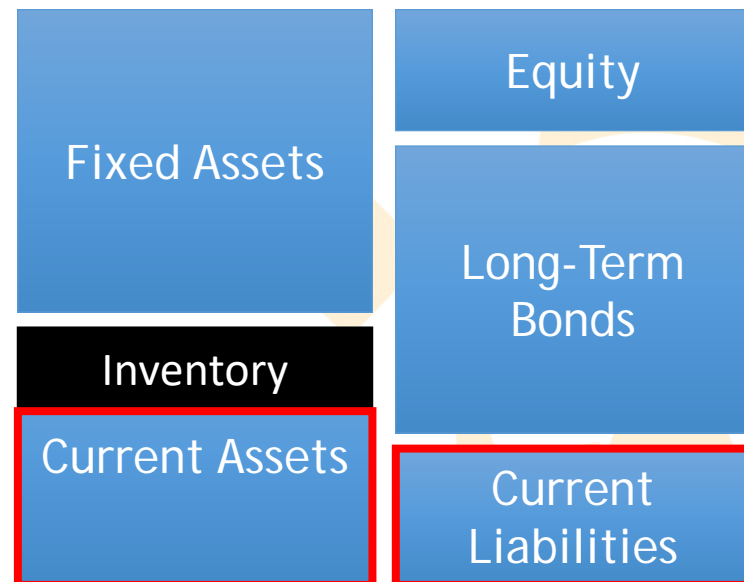 Fixed Assets
Inventory
Current Assets
Equity
Long-Term
Bonds
Current
Liabilities